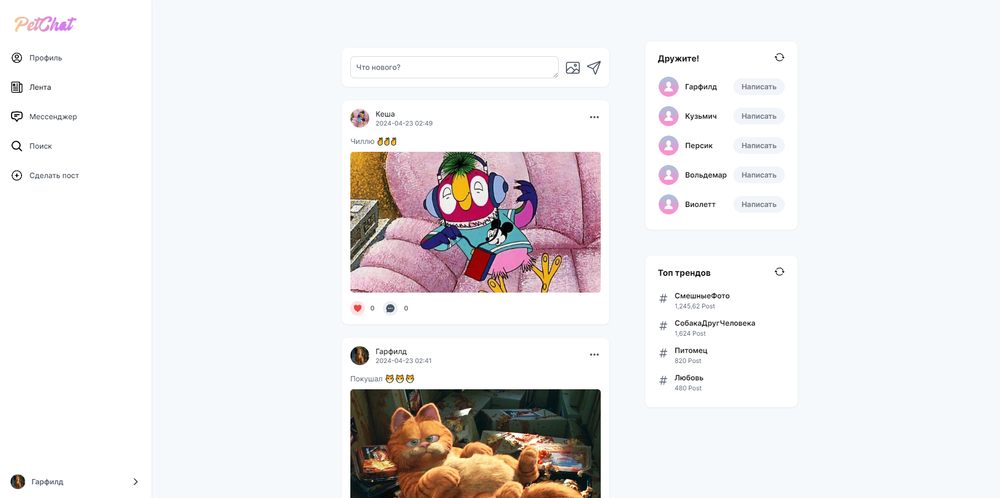 PetChat
Профиль
Лента
Мессенджер
Поиск
Сделать пост
Гарфилд
Что нового?
Кеша
2024-04-23 02:49
Чиллю ✌✌✌
0 0
Гарфилд
2024-04-23 02:41
Покушал 😼😼😼
Дружите!
Гарфилд Написать
Кузьмич Написать
Персик Написать
Вольдемар Написать
Виолетт Написать
Топ трендов
# СмешныеФото
1,245,62 Post
# СобакаДругЧеловека
1,624 Post
# Питомец
820 Post
# Любовь
480 Post